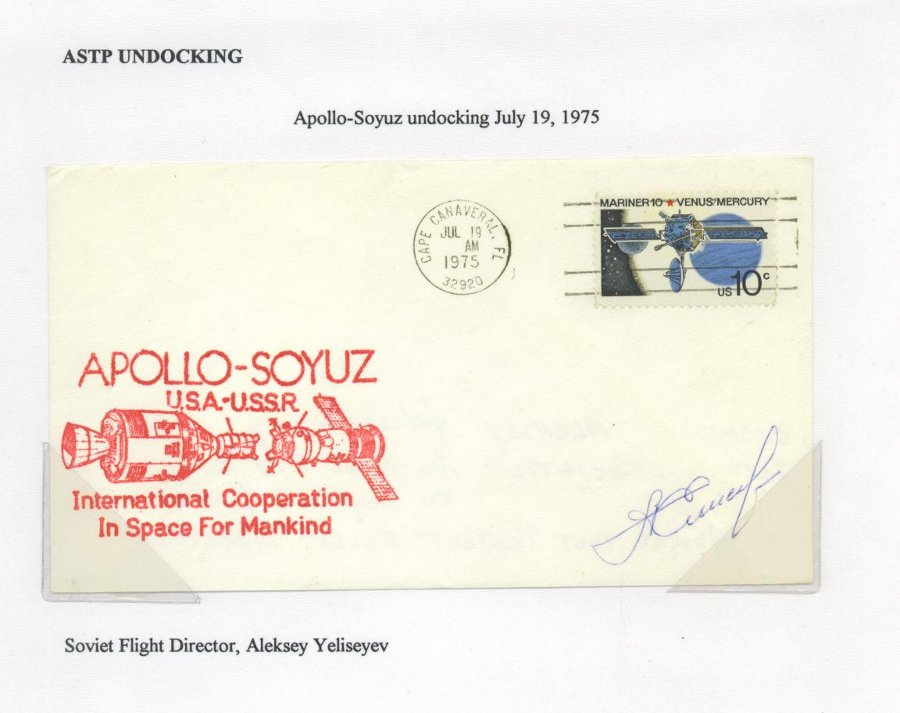 ASTP UNDOCKING
Apollo-Soyuz undocking July 19, 1975
CAPE CANAVERAL, FL
JUL 19
AM
1975
32920
MARINER 10 ★ VENUS/MERCURY
US 10c
APOLLO-SOYUZ
U.S.A.-U.S.S.R.
International Cooperation
In Space For Mankind
Soviet Flight Director, Aleksey Yeliseyev